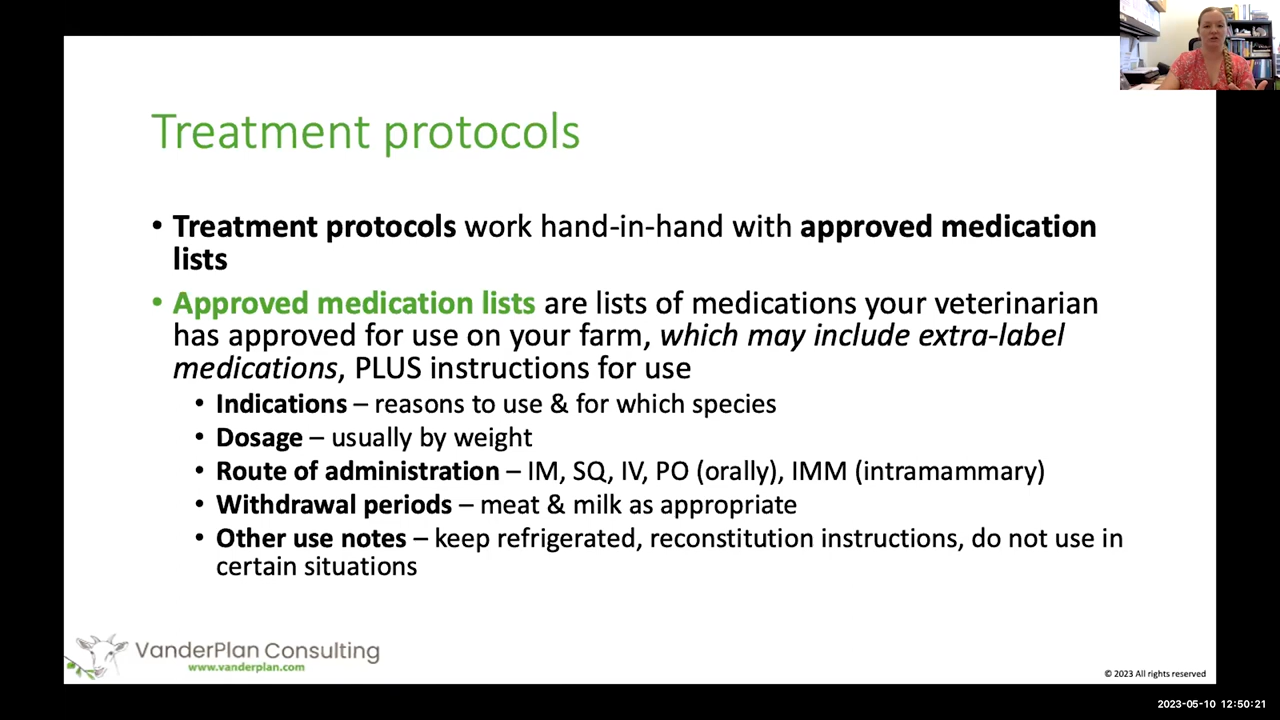 Treatment protocols
• Treatment protocols work hand-in-hand with approved medication
lists
• Approved medication lists are lists of medications your veterinarian
has approved for use on your farm, which may include extra-label
medications, PLUS instructions for use
• Indications – reasons to use & for which species
• Dosage – usually by weight
• Route of administration – IM, SQ, IV, PO (orally), IMM (intramammary)
• Withdrawal periods – meat & milk as appropriate
• Other use notes – keep refrigerated, reconstitution instructions, do not use in
certain situations
VanderPlan Consulting
www.vanderplan.com
© 2023 All rights reserved
2023-05-10 12:50:21